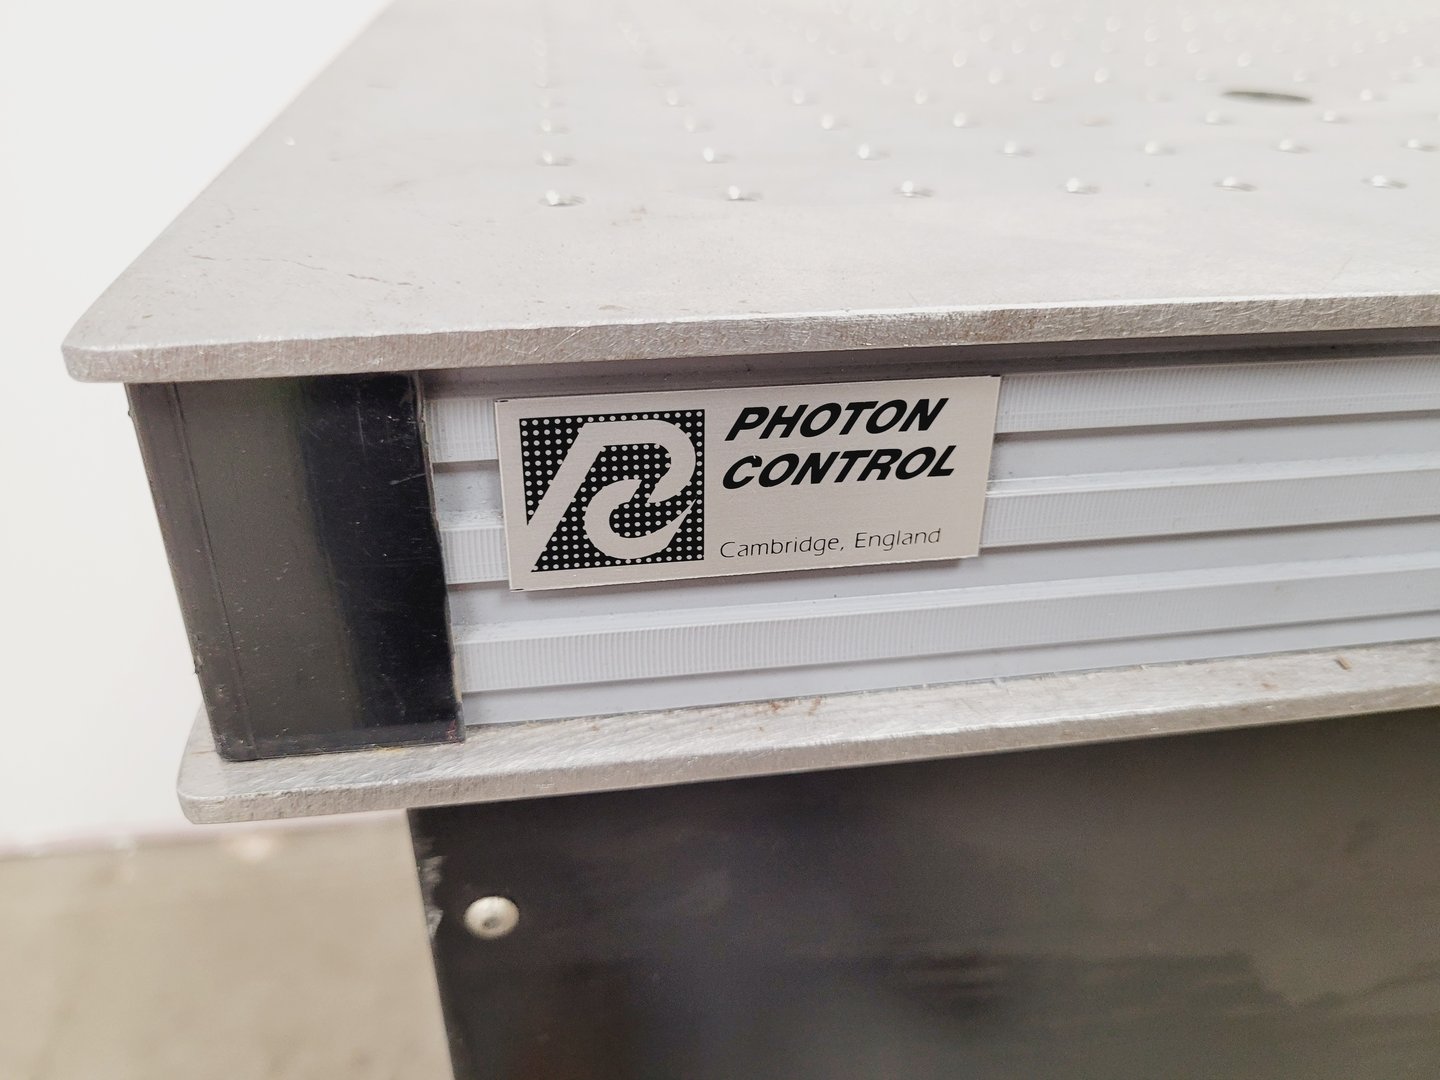 PHOTON
CONTROL
Cambridge, England